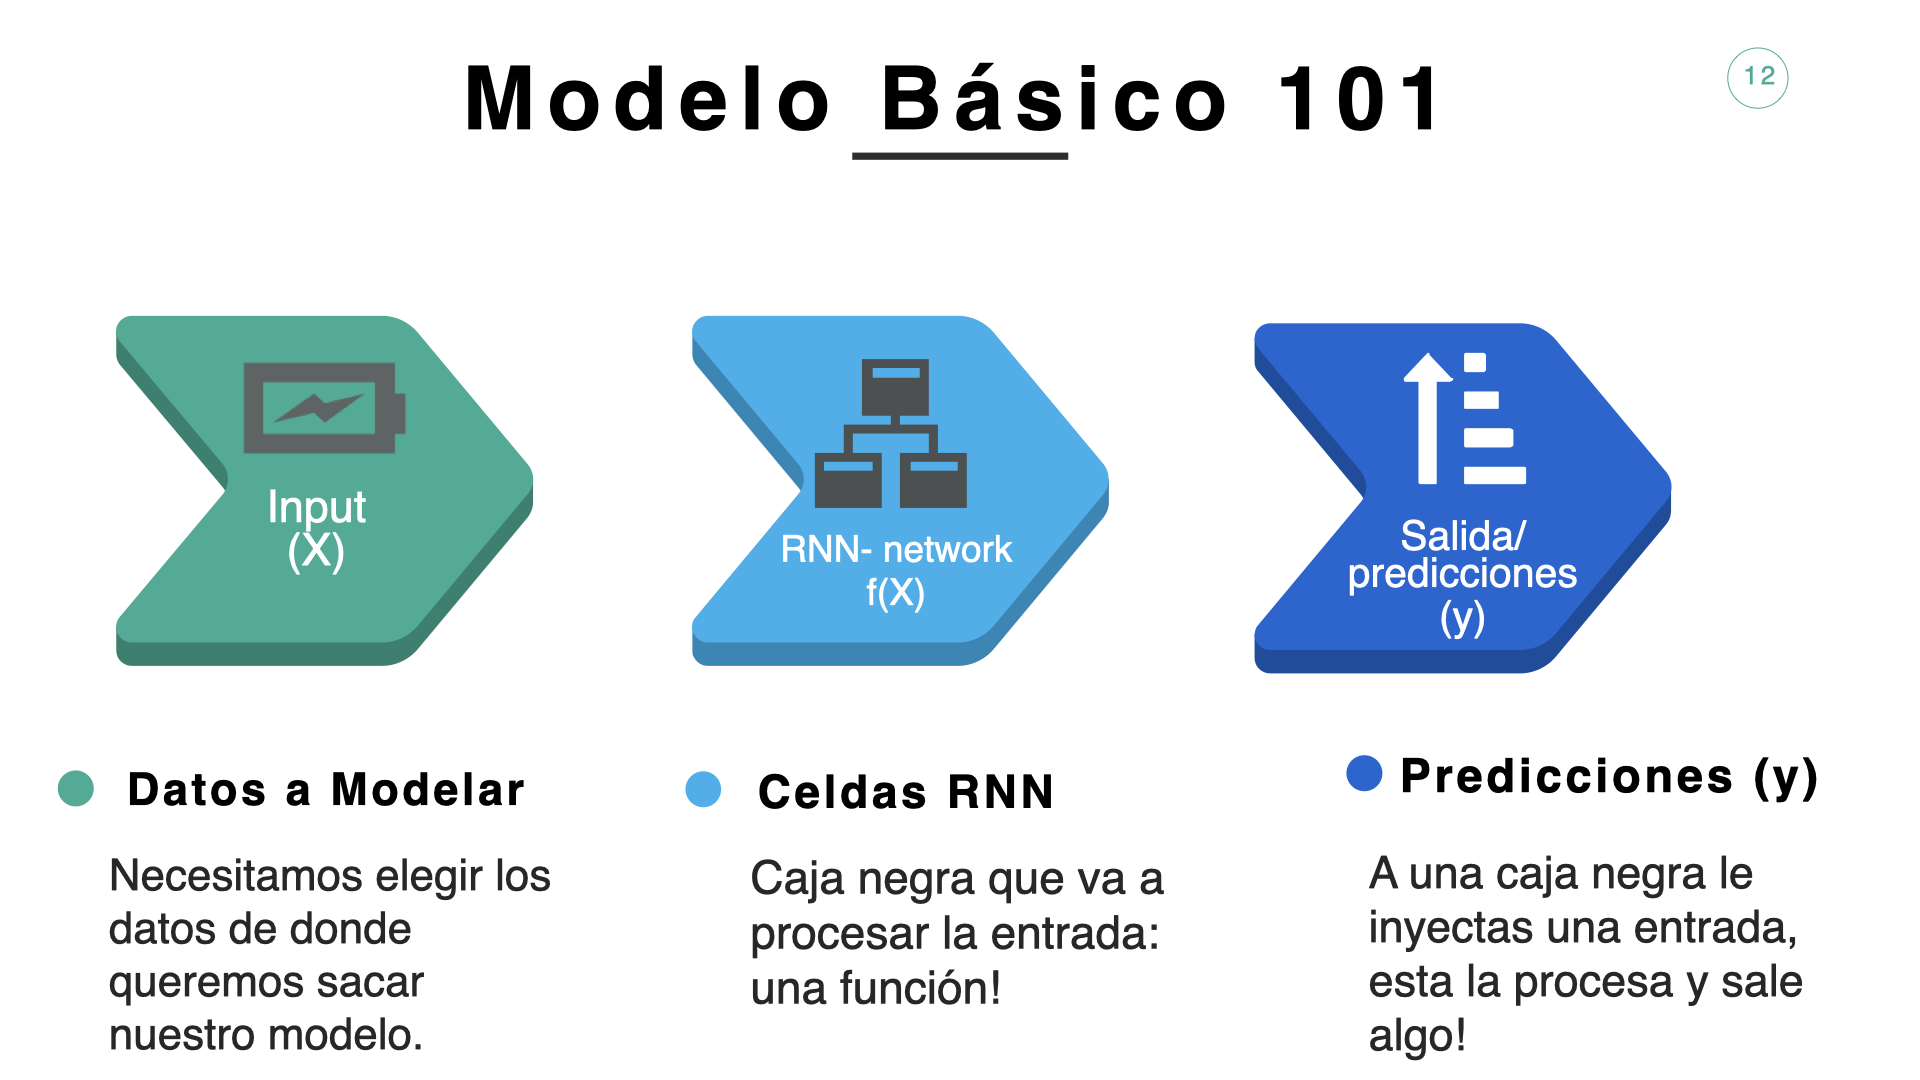 Modelo Básico 101
12
Input
(X)
RNN- network
f(X)
Salida/
predicciones
(y)
Datos a Modelar
Necesitamos elegir los
datos de donde
queremos sacar
nuestro modelo.
Celdas RNN
Caja negra que va a
procesar la entrada:
una función!
Predicciones (y)
A una caja negra le
inyectas una entrada,
esta la procesa y sale
algo!